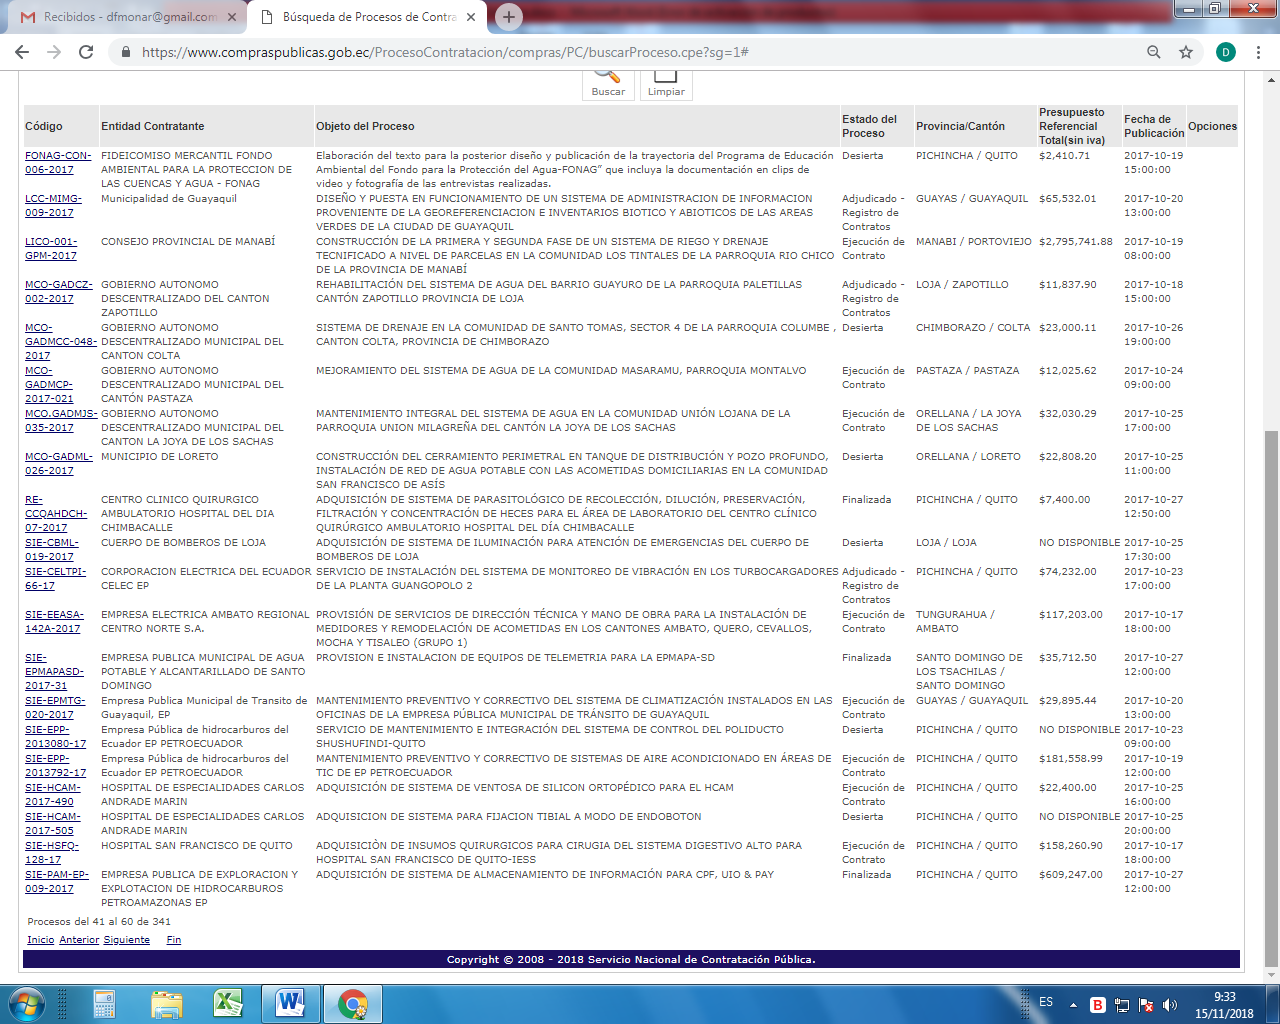 Recibidos - dfmonar@gmail.com
Búsqueda de Procesos de Contra
https://www.compraspublicas.gob.ec/ProcesoContratacion/compras/PC/buscarProceso.cpe?sg=1#
D
Buscar Limpiar
Código Entidad Contratante Objeto del Proceso Estado del Proceso Provincia/Cantón Presupuesto Referencial Total(sin iva) Fecha de Publicación Opciones
FONAG-CON- FIDEICOMISO MERCANTIL FONDO Elaboración del texto para la posterior diseño y publicación de la trayectoria del Programa de Educación Desierta PICHINCHA / QUITO $2,410.71 2017-10-19
006-2017 AMBIENTAL PARA LA PROTECCION DE Ambiental del Fondo para la Protección del Agua-FONAG” que incluya la documentación en clips de 15:00:00
LAS CUENCAS Y AGUA - FONAG video y fotografía de las entrevistas realizadas.
LCC-MIMG- Municipalidad de Guayaquil DISEÑO Y PUESTA EN FUNCIONAMIENTO DE UN SISTEMA DE ADMINISTRACION DE INFORMACION Adjudicado - GUAYAS / GUAYAQUIL $65,532.01 2017-10-20
009-2017 PROVENIENTE DE LA GEOREFERENCIACION E INVENTARIOS BIOTICO Y ABIOTICOS DE LAS AREAS Registro de 13:00:00
VERDES DE LA CIUDAD DE GUAYAQUIL Contratos
LICO-001- CONSEJO PROVINCIAL DE MANABÍ CONSTRUCCIÓN DE LA PRIMERA Y SEGUNDA FASE DE UN SISTEMA DE RIEGO Y DRENAJE Ejecución de MANABI / PORTOVIEJO $2,795,741.88 2017-10-19
GPM-2017 TECNIFICADO A NIVEL DE PARCELAS EN LA COMUNIDAD LOS TINTALES DE LA PARROQUIA RIO CHICO Contrato 08:00:00
DE LA PROVINCIA DE MANABÍ
MCO-GADCZ- GOBIERNO AUTONOMO REHABILITACIÓN DEL SISTEMA DE AGUA DEL BARRIO GUAYURO DE LA PARROQUIA PALETILLAS Adjudicado - LOJA / ZAPOTILLO $11,837.90 2017-10-18
002-2017 DESCENTRALIZADO DEL CANTON CANTÓN ZAPOTILLO PROVINCIA DE LOJA Registro de 15:00:00
ZAPOTILLO Contratos
MCO- GOBIERNO AUTONOMO SISTEMA DE DRENAJE EN LA COMUNIDAD DE SANTO TOMAS, SECTOR 4 DE LA PARROQUIA COLUMBE , Desierta CHIMBORAZO / COLTA $23,000.11 2017-10-26
GADMCC-048- DESCENTRALIZADO MUNICIPAL DEL CANTON COLTA, PROVINCIA DE CHIMBORAZO 19:00:00
2017 CANTON COLTA
MCO- GOBIERNO AUTONOMO MEJORAMIENTO DEL SISTEMA DE AGUA DE LA COMUNIDAD MASARAMU, PARROQUIA MONTALVO Ejecución de PASTAZA / PASTAZA $12,025.62 2017-10-24
GADMCP- DESCENTRALIZADO MUNICIPAL DEL Contrato 09:00:00
2017-021 CANTÓN PASTAZA
MCO.GADMJS- GOBIERNO AUTONOMO MANTENIMIENTO INTEGRAL DEL SISTEMA DE AGUA EN LA COMUNIDAD UNIÓN LOJANA DE LA Ejecución de ORELLANA / LA JOYA $32,030.29 2017-10-25
035-2017 DESCENTRALIZADO MUNICIPAL DEL PARROQUIA UNION MILAGREÑA DEL CANTÓN LA JOYA DE LOS SACHAS Contrato DE LOS SACHAS 17:00:00
CANTON LA JOYA DE LOS SACHAS
MCO-GADML- MUNICIPIO DE LORETO CONSTRUCCIÓN DEL CERRAMIENTO PERIMETRAL EN TANQUE DE DISTRIBUCIÓN Y POZO PROFUNDO, Desierta ORELLANA / LORETO $22,808.20 2017-10-25
026-2017 INSTALACIÓN DE RED DE AGUA POTABLE CON LAS ACOMETIDAS DOMICILIARIAS EN LA COMUNIDAD 11:00:00
SAN FRANCISCO DE ASÍS
RE- CENTRO CLINICO QUIRURGICO ADQUISICIÓN DE SISTEMA DE PARASITOLÓGICO DE RECOLECCIÓN, DILUCIÓN, PRESERVACIÓN, Finalizada PICHINCHA / QUITO $7,400.00 2017-10-27
CCQAHDCH- AMBULATORIO HOSPITAL DEL DIA FILTRACIÓN Y CONCENTRACIÓN DE HECES PARA EL ÁREA DE LABORATORIO DEL CENTRO CLÍNICO 12:50:00
07-2017 CHIMBACALLE QUIRÚRGICO AMBULATORIO HOSPITAL DEL DÍA CHIMBACALLE
SIE-CBML- CUERPO DE BOMBEROS DE LOJA ADQUISICIÓN DE SISTEMA DE ILUMINACIÓN PARA ATENCIÓN DE EMERGENCIAS DEL CUERPO DE Desierta LOJA / LOJA NO DISPONIBLE 2017-10-25
019-2017 BOMBEROS DE LOJA 17:30:00
SIE-CELTPI- CORPORACION ELECTRICA DEL ECUADOR SERVICIO DE INSTALACIÓN DEL SISTEMA DE MONITOREO DE VIBRACIÓN EN LOS TURBOCARGADORES Adjudicado - PICHINCHA / QUITO $74,232.00 2017-10-23
66-17 CELEC EP DE LA PLANTA GUANGOPOLO 2 Registro de 17:00:00
Contratos
SIE-EEASA- EMPRESA ELECTRICA AMBATO REGIONAL PROVISIÓN DE SERVICIOS DE DIRECCIÓN TÉCNICA Y MANO DE OBRA PARA LA INSTALACIÓN DE Ejecución de TUNGURAHUA / $117,203.00 2017-10-17
142A-2017 CENTRO NORTE S.A. MEDIDORES Y REMODELACIÓN DE ACOMETIDAS EN LOS CANTONES AMBATO, QUERO, CEVALLOS, Contrato AMBATO 18:00:00
MOCHA Y TISALEO (GRUPO 1)
SIE- EMPRESA PUBLICA MUNICIPAL DE AGUA PROVISION E INSTALACION DE EQUIPOS DE TELEMETRIA PARA LA EPMAPA-SD Finalizada SANTO DOMINGO DE $35,712.50 2017-10-27
EPMAPASD- POTABLE Y ALCANTARILLADO DE SANTO LOS TSACHILAS / 12:00:00
2017-31 DOMINGO SANTO DOMINGO
SIE-EPMTG- Empresa Publica Municipal de Transito de MANTENIMIENTO PREVENTIVO Y CORRECTIVO DEL SISTEMA DE CLIMATIZACIÓN INSTALADOS EN LAS Ejecución de GUAYAS / GUAYAQUIL $29,895.44 2017-10-20
020-2017 Guayaquil, EP OFICINAS DE LA EMPRESA PÚBLICA MUNICIPAL DE TRÁNSITO DE GUAYAQUIL Contrato 13:00:00
SIE-EPP- Empresa Pública de hidrocarburos del SERVICIO DE MANTENIMIENTO E INTEGRACIÓN DEL SISTEMA DE CONTROL DEL POLIDUCTO Desierta PICHINCHA / QUITO NO DISPONIBLE 2017-10-23
2013080-17 Ecuador EP PETROECUADOR SHUSHUFINDI-QUITO 09:00:00
SIE-EPP- Empresa Pública de hidrocarburos del MANTENIMIENTO PREVENTIVO Y CORRECTIVO DE SISTEMAS DE AIRE ACONDICIONADO EN ÁREAS DE Ejecución de PICHINCHA / QUITO $181,558.99 2017-10-19
2013792-17 Ecuador EP PETROECUADOR TIC DE EP PETROECUADOR Contrato 12:00:00
SIE-HCAM- HOSPITAL DE ESPECIALIDADES CARLOS ADQUISICIÓN DE SISTEMA DE VENTOSA DE SILICON ORTOPÉDICO PARA EL HCAM Ejecución de PICHINCHA / QUITO $22,400.00 2017-10-25
2017-490 ANDRADE MARIN Contrato 16:00:00
SIE-HCAM- HOSPITAL DE ESPECIALIDADES CARLOS ADQUISICION DE SISTEMA PARA FIJACION TIBIAL A MODO DE ENDOBOTON Desierta PICHINCHA / QUITO NO DISPONIBLE 2017-10-25
2017-505 ANDRADE MARIN 20:00:00
SIE-HSFQ- HOSPITAL SAN FRANCISCO DE QUITO ADQUISICIÒN DE INSUMOS QUIRURGICOS PARA CIRUGIA DEL SISTEMA DIGESTIVO ALTO PARA Ejecución de PICHINCHA / QUITO $158,260.90 2017-10-17
128-17 HOSPITAL SAN FRANCISCO DE QUITO-IESS Contrato 18:00:00
SIE-PAM-EP- EMPRESA PUBLICA DE EXPLORACION Y ADQUISICIÓN DE SISTEMA DE ALMACENAMIENTO DE INFORMACIÓN PARA CPF, UIO & PAY Finalizada PICHINCHA / QUITO $609,247.00 2017-10-27
009-2017 EXPLOTACION DE HIDROCARBUROS 12:00:00
PETROAMAZONAS EP
Procesos del 41 al 60 de 341
Inicio Anterior Siguiente Fin
Copyright © 2008 - 2018 Servicio Nacional de Contratación Pública.
ES
B
9:33
15/11/2018